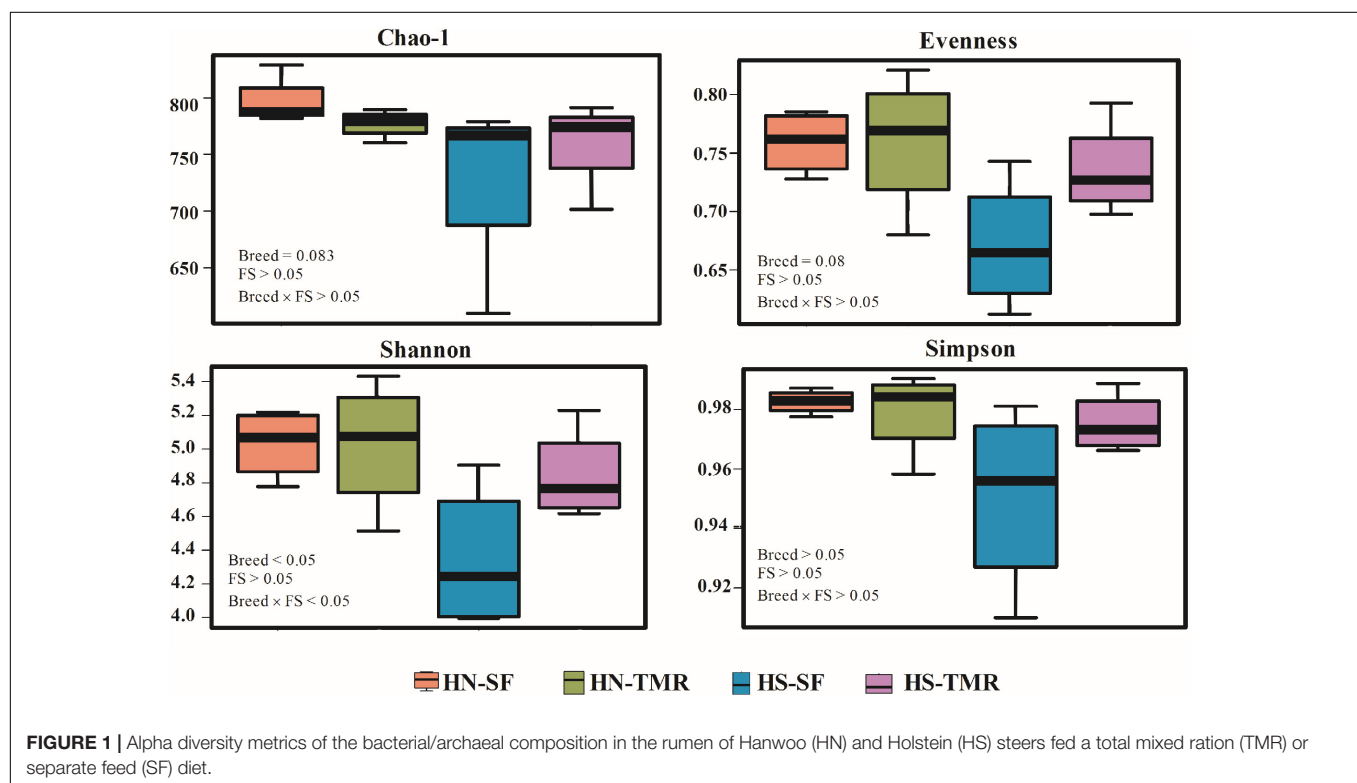 Chao-1
800
750
700
650
Breed = 0.083
FS > 0.05
Breed × FS > 0.05
Evenness
0.80
0.75
0.70
0.65
Breed = 0.08
FS > 0.05
Breed × FS > 0.05
Shannon
5.4
5.2
5.0
4.8
4.6
4.4
4.2
4.0
Breed < 0.05
FS > 0.05
Breed × FS < 0.05
Simpson
0.98
0.96
0.94
0.92
Breed > 0.05
FS > 0.05
Breed × FS > 0.05
HN-SF HN-TMR HS-SF HS-TMR
FIGURE 1 | Alpha diversity metrics of the bacterial/archaeal composition in the rumen of Hanwoo (HN) and Holstein (HS) steers fed a total mixed ration (TMR) or
separate feed (SF) diet.